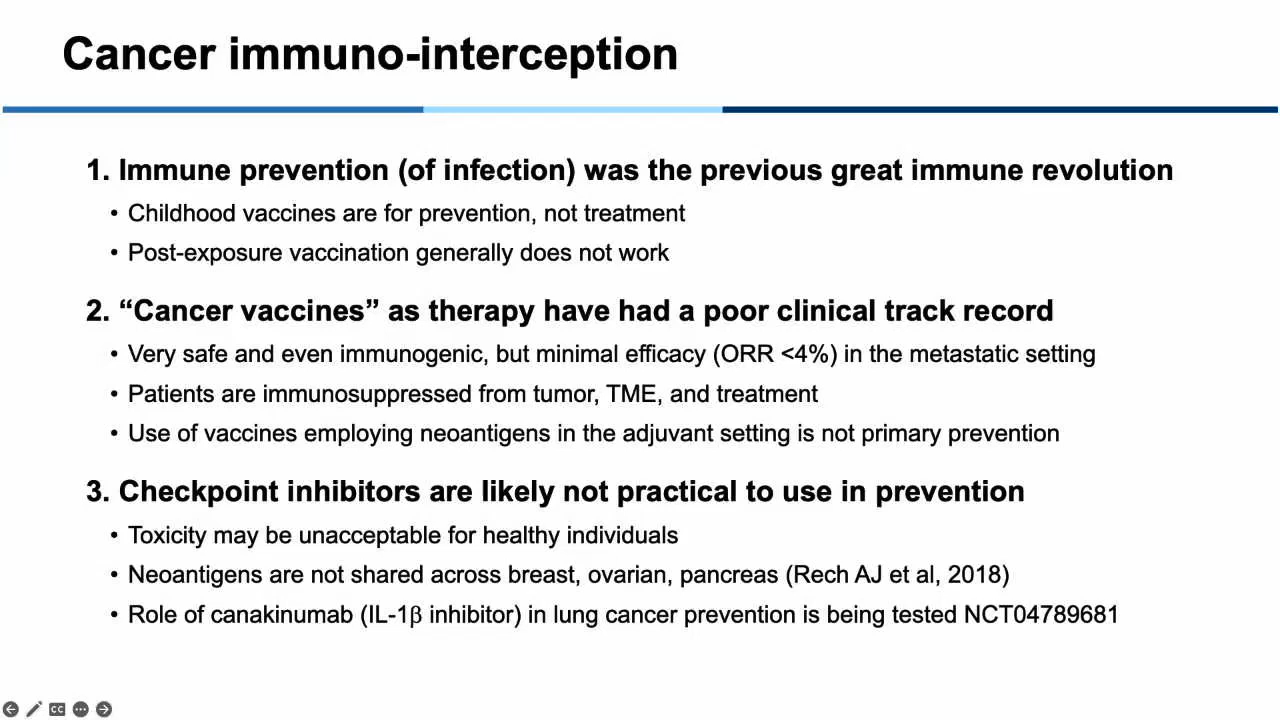 Cancer immuno-interception
1. Immune prevention (of infection) was the previous great immune revolution
• Childhood vaccines are for prevention, not treatment
• Post-exposure vaccination generally does not work
2. “Cancer vaccines” as therapy have had a poor clinical track record
• Very safe and even immunogenic, but minimal efficacy (ORR <4%) in the metastatic setting
• Patients are immunosuppressed from tumor, TME, and treatment
• Use of vaccines employing neoantigens in the adjuvant setting is not primary prevention
3. Checkpoint inhibitors are likely not practical to use in prevention
• Toxicity may be unacceptable for healthy individuals
• Neoantigens are not shared across breast, ovarian, pancreas (Rech AJ et al, 2018)
• Role of canakinumab (IL-1β inhibitor) in lung cancer prevention is being tested NCT04789681
CC